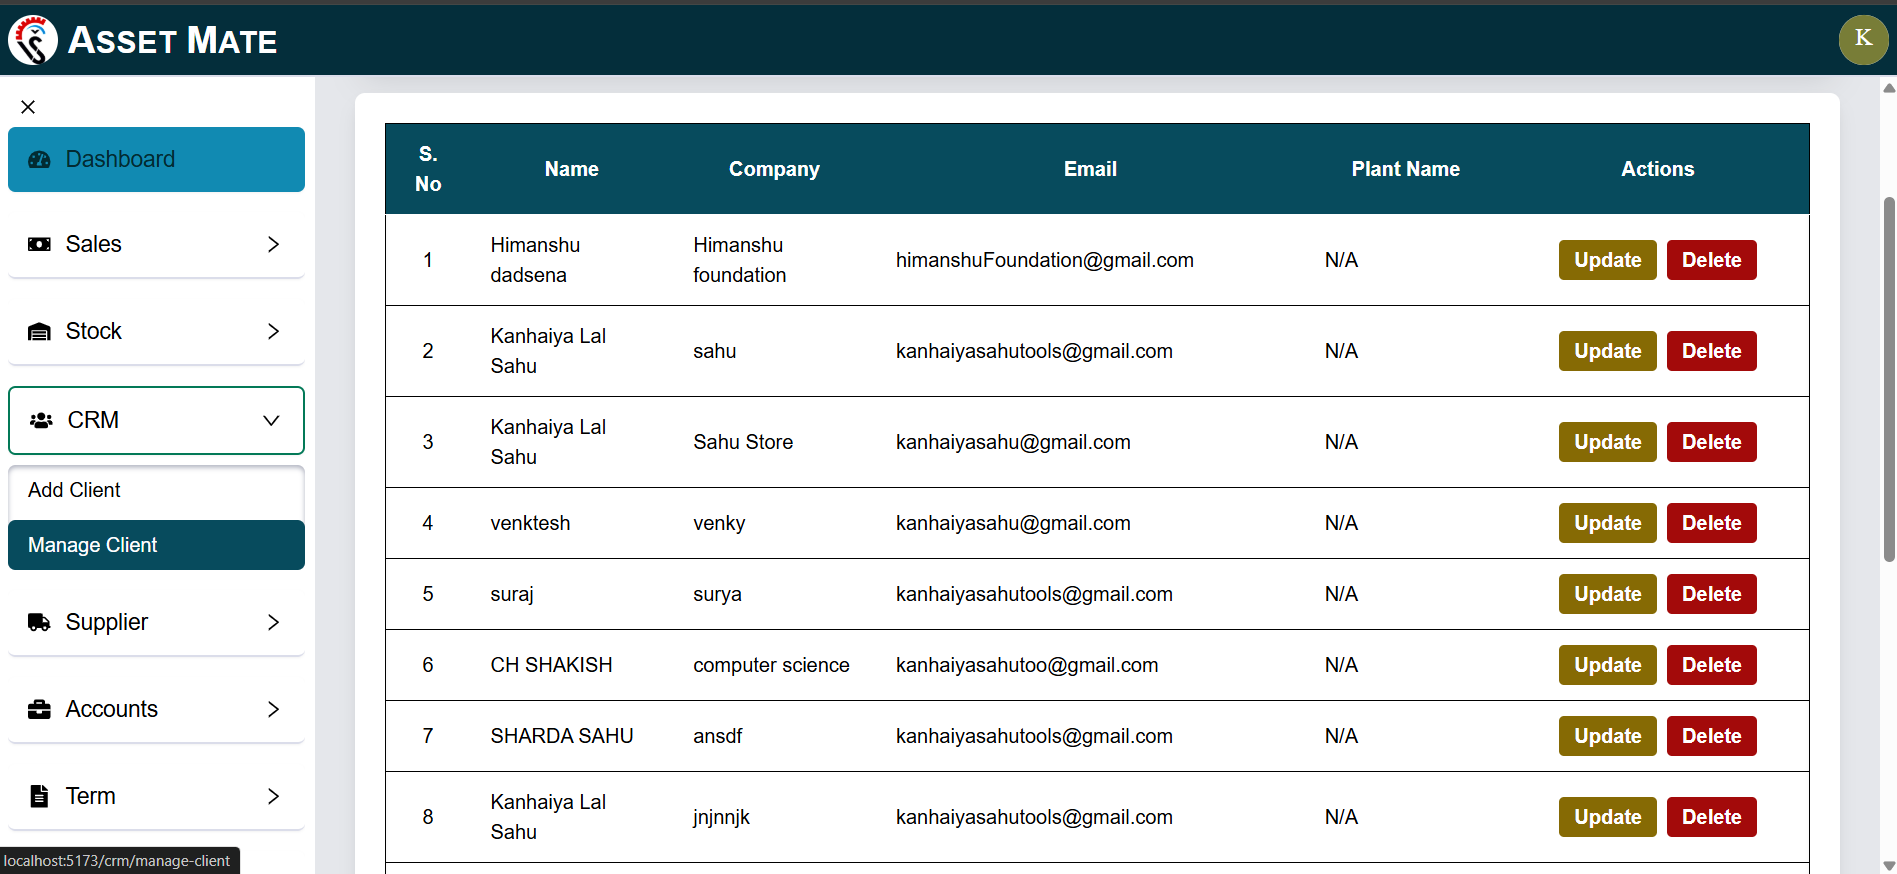 ASSET MATE
K
Dashboard
Sales
Stock
CRM
Add Client
Manage Client
Supplier
Accounts
Term
localhost:5173/crm/manage-client
S. No Name Company Email Plant Name Actions
1 Himanshu dadsena Himanshu foundation himanshuFoundation@gmail.com N/A Update Delete
2 Kanhaiya Lal Sahu sahu kanhaiyasahutools@gmail.com N/A Update Delete
3 Kanhaiya Lal Sahu Sahu Store kanhaiyasahu@gmail.com N/A Update Delete
4 venktesh venky kanhaiyasahu@gmail.com N/A Update Delete
5 suraj surya kanhaiyasahutools@gmail.com N/A Update Delete
6 CH SHAKISH computer science kanhaiyasahutoo@gmail.com N/A Update Delete
7 SHARDA SAHU ansdf kanhaiyasahutools@gmail.com N/A Update Delete
8 Kanhaiya Lal Sahu jnjnnjk kanhaiyasahutools@gmail.com N/A Update Delete